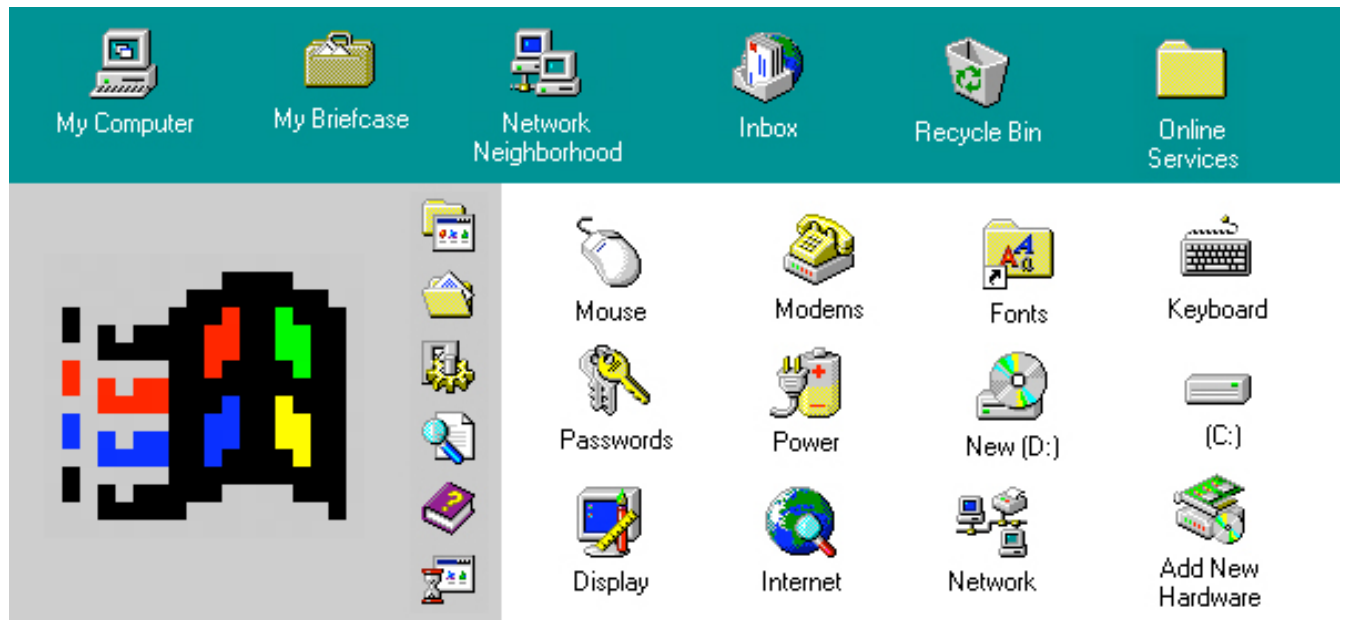 My Computer
My Briefcase
Network
Neighborhood
Inbox
Recycle Bin
Online
Services
Mouse
Modems
Fonts
Keyboard
Passwords
Power
New (D:)
(C:)
Display
Internet
Network
Add New
Hardware